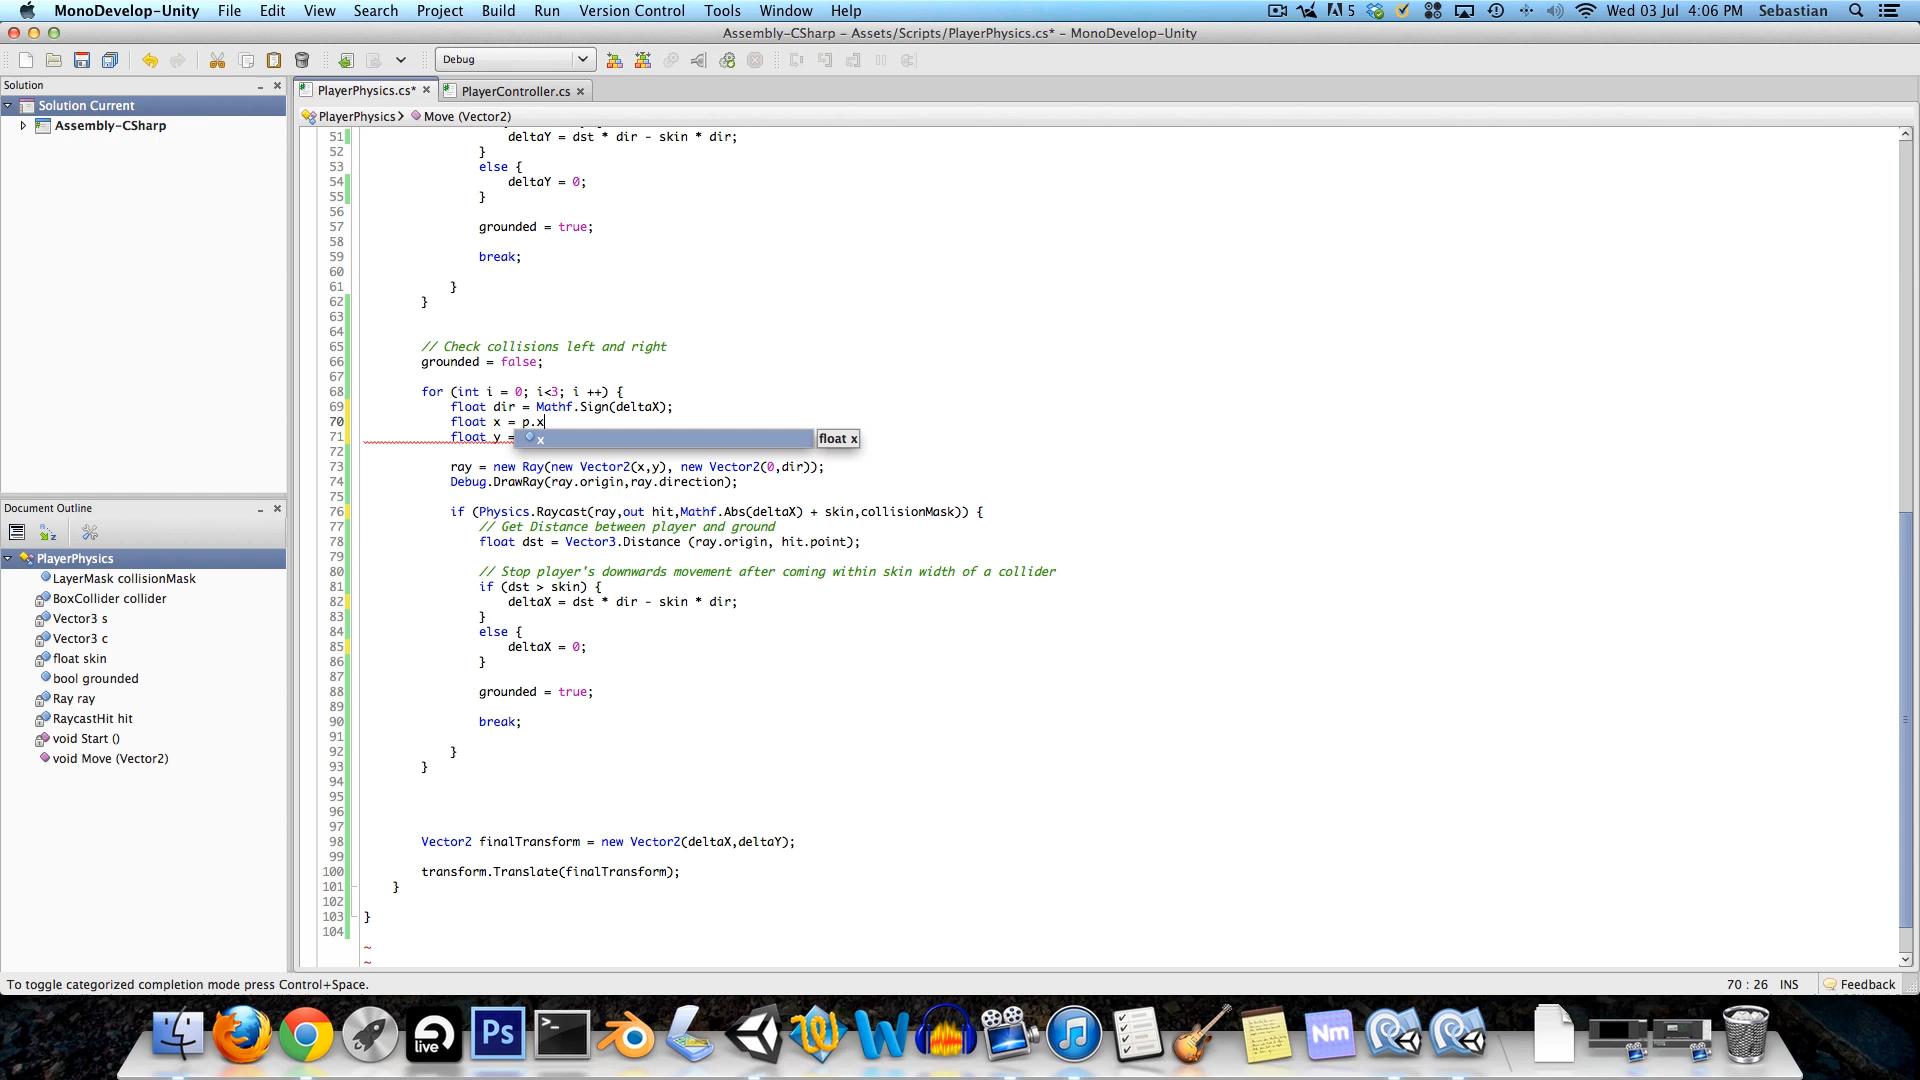 MonoDevelop-Unity File Edit View Search Project Build Run Version Control Tools Window Help
5 Wed 03 Jul 4:06 PM Sebastian
Assembly-CSharp – Assets/Scripts/PlayerPhysics.cs* – MonoDevelop-Unity
Debug
Solution
Solution Current
Assembly-CSharp
Document Outline
PlayerPhysics
LayerMask collisionMask
BoxCollider collider
Vector3 s
Vector3 c
float skin
bool grounded
Ray ray
RaycastHit hit
void Start ()
void Move (Vector2)
PlayerPhysics.cs*
PlayerController.cs
PlayerPhysics
Move (Vector2)
51 deltaY = dst * dir - skin * dir;
52 }
53 else {
54 deltaY = 0;
55 }
56
57 grounded = true;
58
59 break;
60
61 }
62 }
63
64
65 // Check collisions left and right
66 grounded = false;
67
68 for (int i = 0; i<3; i ++) {
69 float dir = Mathf.Sign(deltaX);
70 float x = p.x
71 float y =
x
float x
72
73 ray = new Ray(new Vector2(x,y), new Vector2(0,dir));
74 Debug.DrawRay(ray.origin,ray.direction);
75
76 if (Physics.Raycast(ray,out hit,Mathf.Abs(deltaX) + skin,collisionMask)) {
77 // Get Distance between player and ground
78 float dst = Vector3.Distance (ray.origin, hit.point);
79
80 // Stop player's downwards movement after coming within skin width of a collider
81 if (dst > skin) {
82 deltaX = dst * dir - skin * dir;
83 }
84 else {
85 deltaX = 0;
86 }
87
88 grounded = true;
89
90 break;
91
92 }
93 }
94
95
96
97
98 Vector2 finalTransform = new Vector2(deltaX,deltaY);
99
100 transform.Translate(finalTransform);
101 }
102
103 }
104
~
~
To toggle categorized completion mode press Control+Space.
70 : 26 INS
Feedback
live
Ps
>_
W
Nm